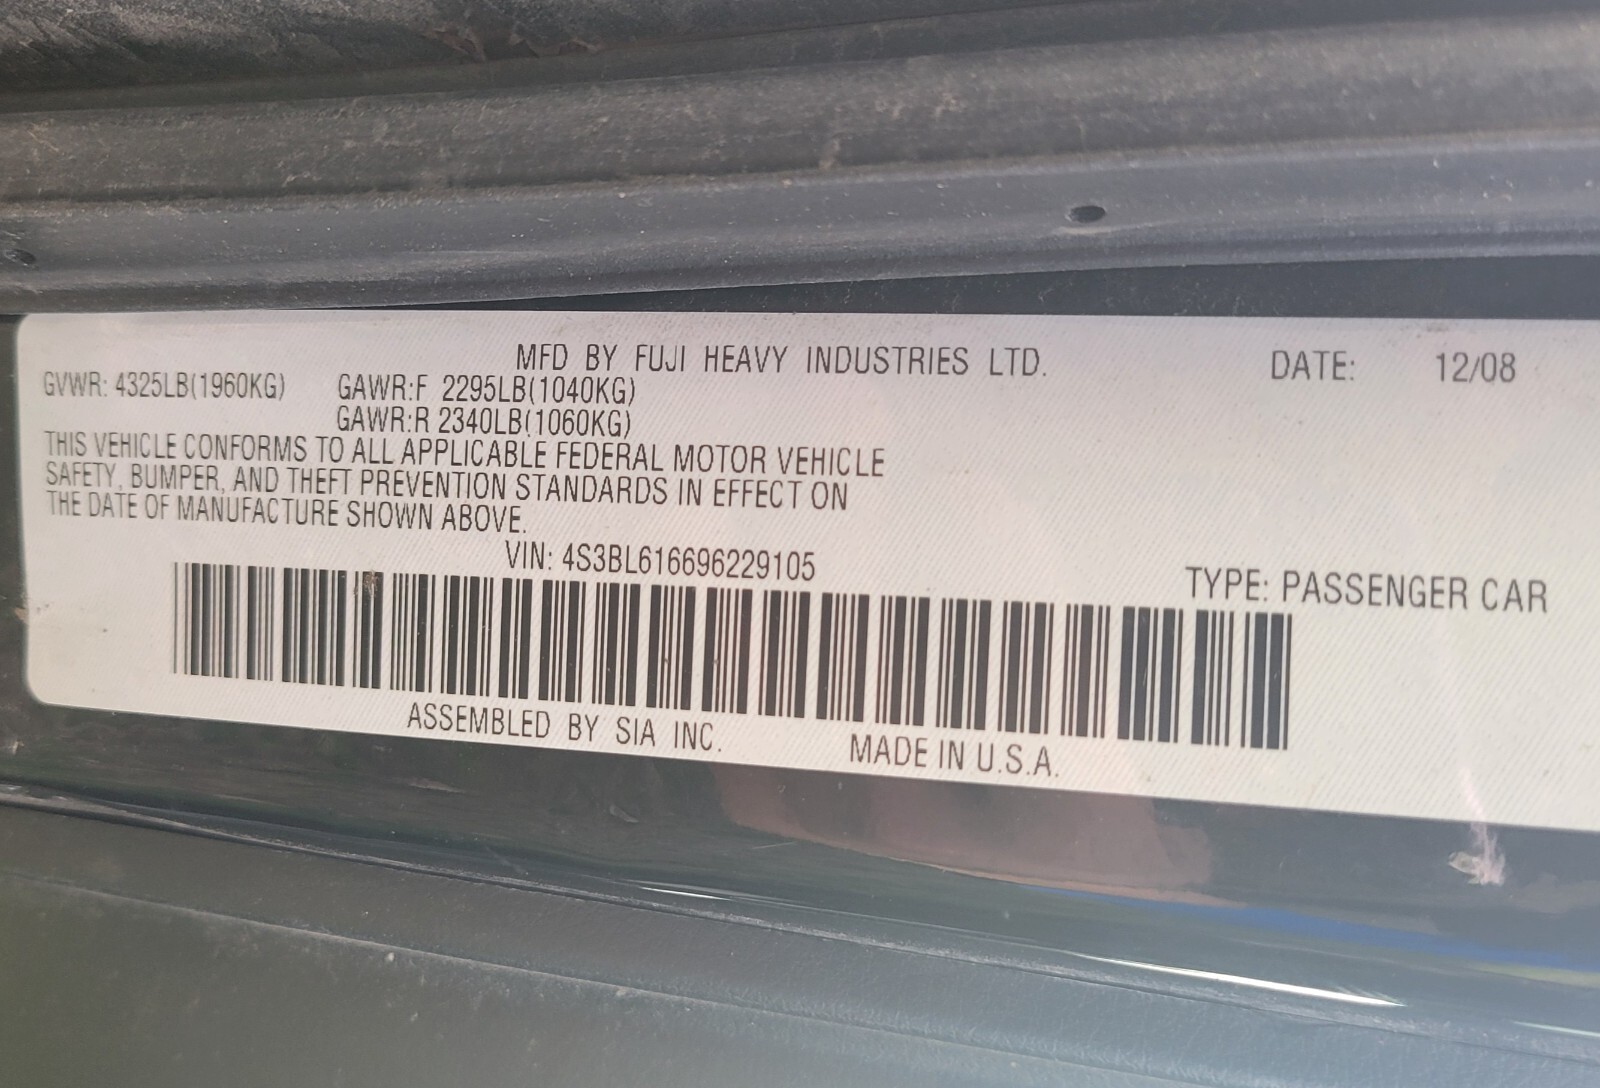 MFD BY FUJI HEAVY INDUSTRIES LTD. DATE: 12/08
GVWR: 4325LB(1960KG) GAWR:F 2295LB(1040KG)
GAWR:R 2340LB(1060KG)
THIS VEHICLE CONFORMS TO ALL APPLICABLE FEDERAL MOTOR VEHICLE
SAFETY, BUMPER, AND THEFT PREVENTION STANDARDS IN EFFECT ON
THE DATE OF MANUFACTURE SHOWN ABOVE.
VIN: 4S3BL616696229105
TYPE: PASSENGER CAR
ASSEMBLED BY SIA INC. MADE IN U.S.A.